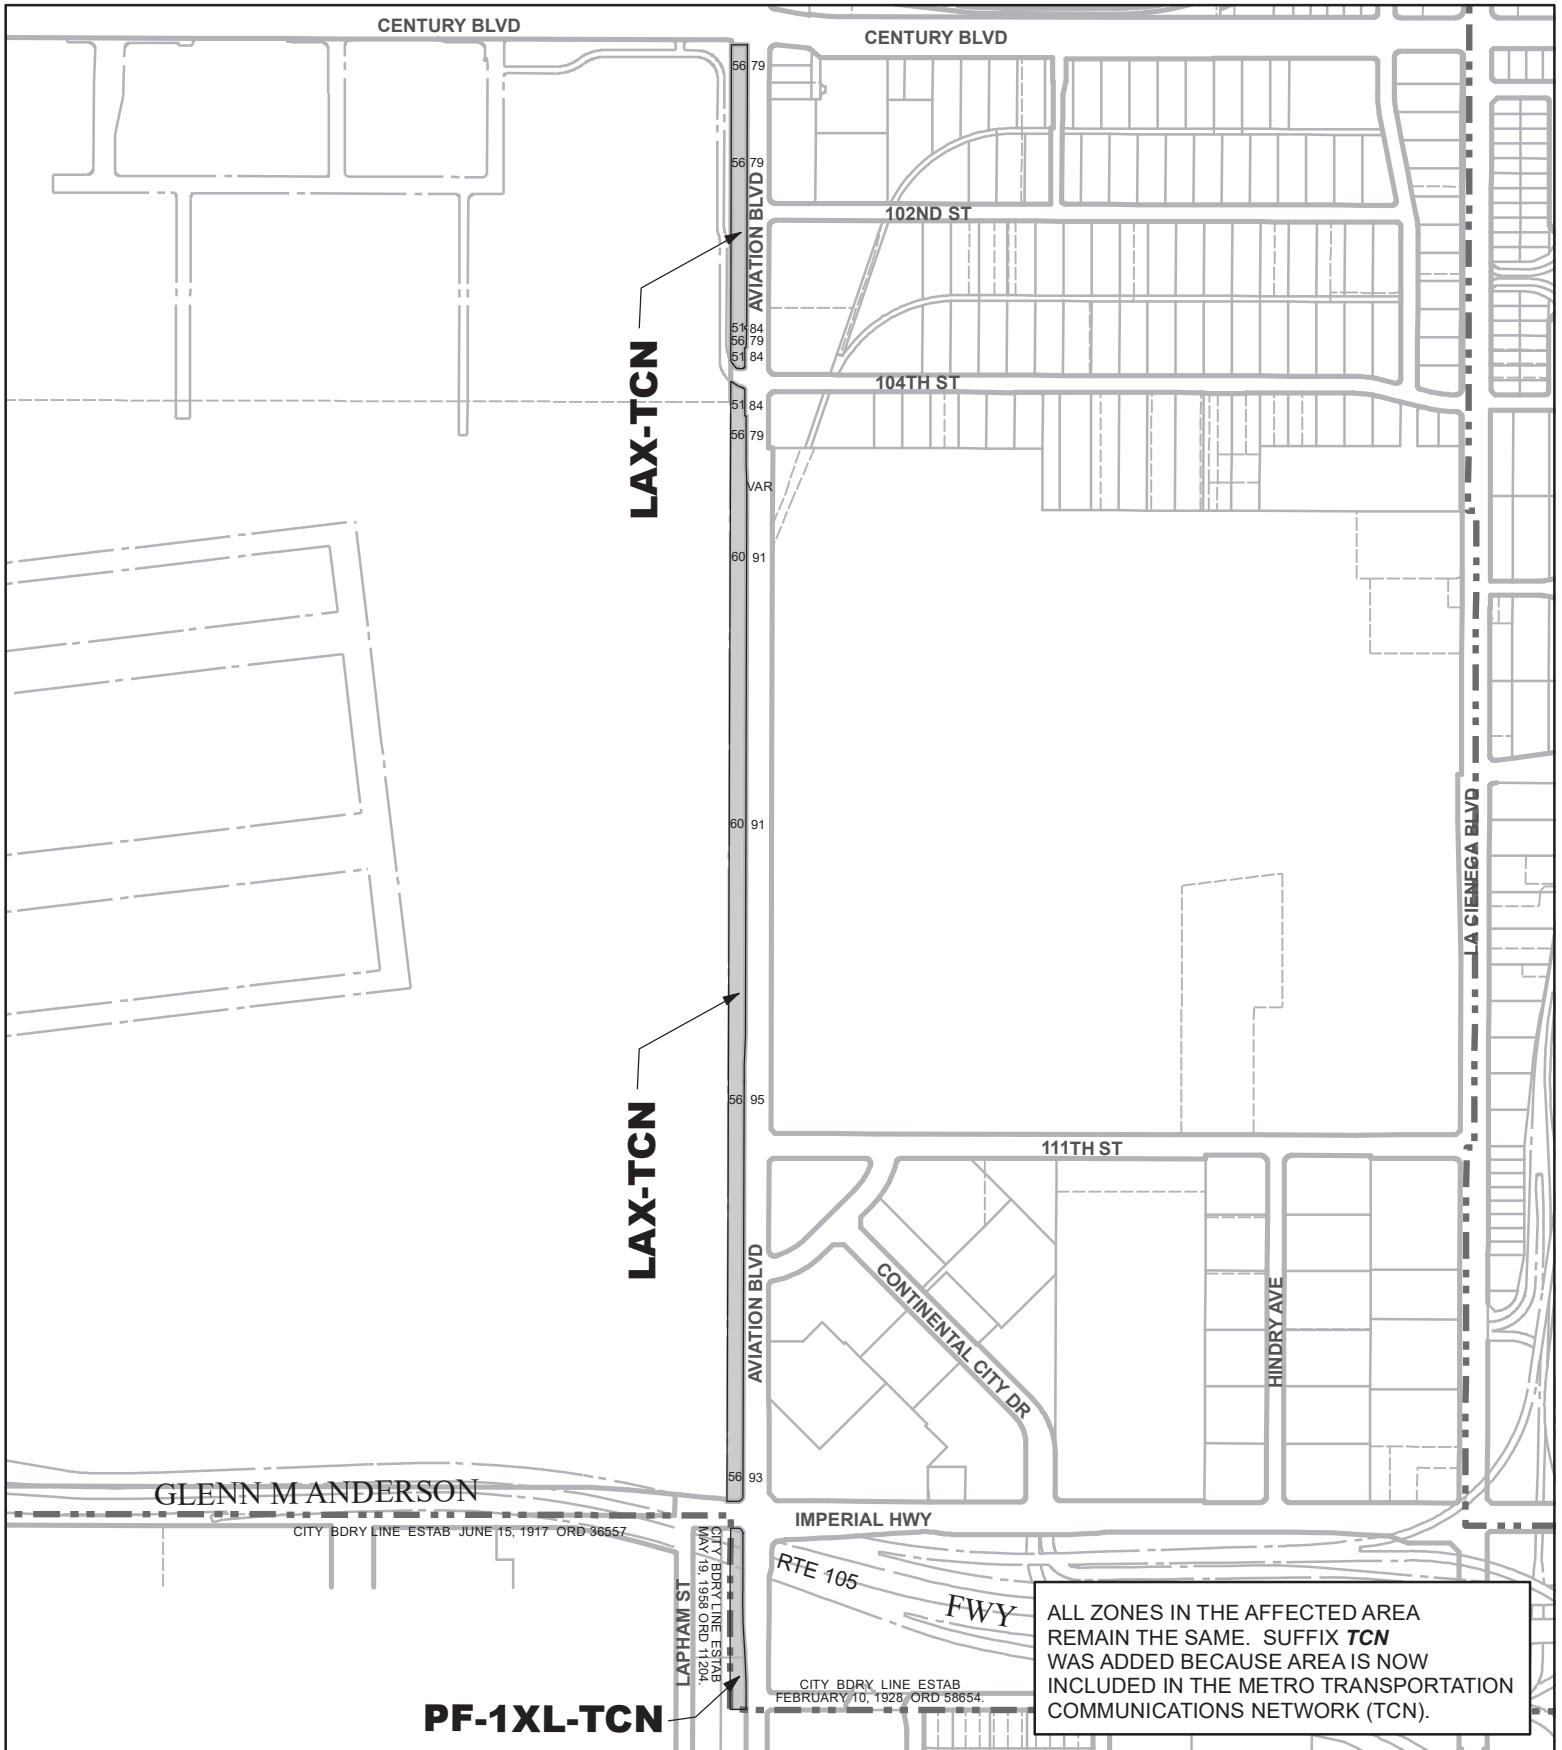 CENTURY BLVD
CENTURY BLVD
56 79
56 79
AVIATION BLVD
102ND ST
LAX-TCN
51 84
56 79
51 84
104TH ST
51 84
56 79
VAR
60 91
60 91
LA CIENEGA BLVD
LAX-TCN
56 95
111TH ST
AVIATION BLVD
CONTINENTAL CITY DR
HINDRY AVE
56 93
GLENN M ANDERSON
IMPERIAL HWY
CITY BDRY LINE ESTAB JUNE 15, 1917 ORD 36557
CITY BDRY LINE ESTAB
MAY 19, 1958 ORD 11204.
LAPHAM ST
RTE 105
FWY
CITY BDRY LINE ESTAB
FEBRUARY 10, 1928 ORD 58654.
PF-1XL-TCN
ALL ZONES IN THE AFFECTED AREA
REMAIN THE SAME. SUFFIX TCN
WAS ADDED BECAUSE AREA IS NOW
INCLUDED IN THE METRO TRANSPORTATION
COMMUNICATIONS NETWORK (TCN).